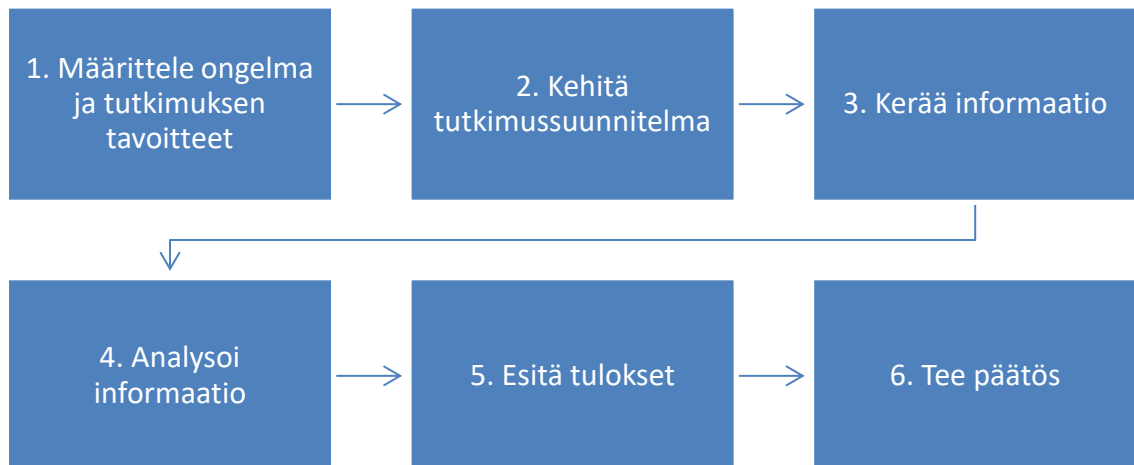 1. Määrittele ongelma
ja tutkimuksen
tavoitteet
2. Kehitä
tutkimussuunnitelma
3. Kerää informaatio
4. Analysoi
informaatio
5. Esitä tulokset
6. Tee päätös